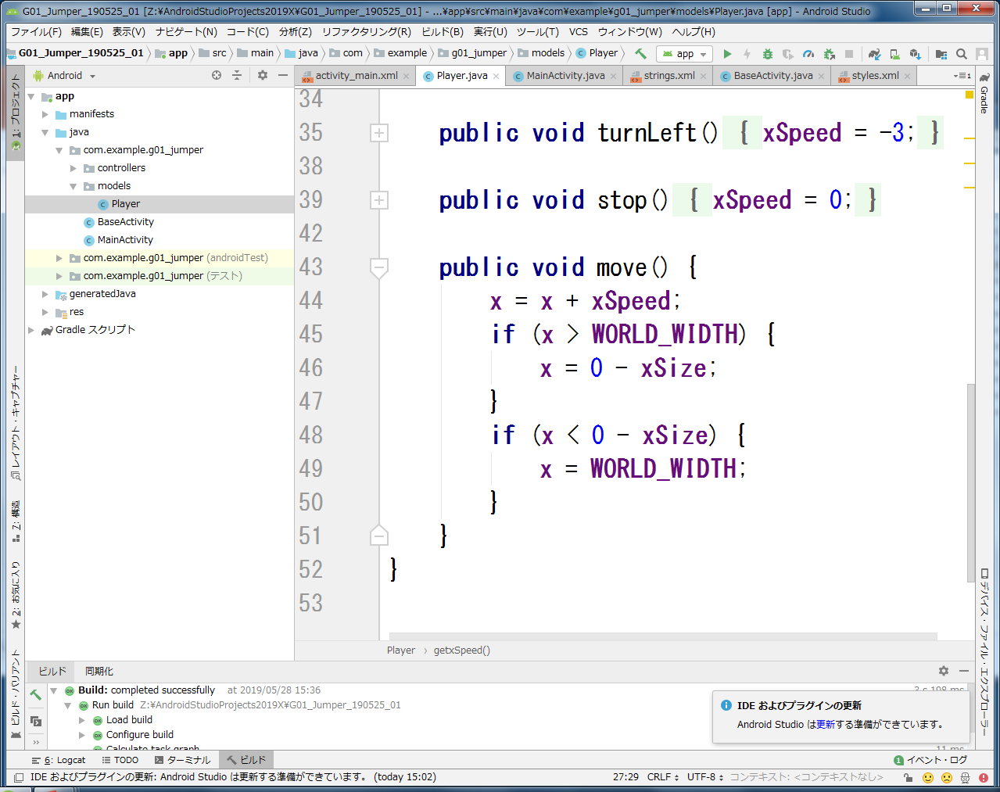 G01_Jumper_190525_01 [Z:¥AndroidStudioProjects2019X¥G01_Jumper_190525_01] - ...¥app¥src¥main¥java¥com¥example¥g01_jumper¥models¥Player.java [app] - Android Studio
ファイル(F) 編集(E) 表示(V) ナビゲート(N) コード(C) 分析(Z) リファクタリング(R) ビルド(B) 実行(U) ツール(T) VCS ウィンドウ(W) ヘルプ(H)
G01_Jumper_190525_01 app src main java com example g01_jumper models Player app
Android
activity_main.xml Player.java MainActivity.java strings.xml BaseActivity.java styles.xml
1
1: プロジェクト
レイアウト・キャプチャー
Z: 構造
2: お気に入り
ビルド・バリアント
app
manifests
java
com.example.g01_jumper
controllers
models
Player
BaseActivity
MainActivity
com.example.g01_jumper (androidTest)
com.example.g01_jumper (テスト)
generatedJava
res
Gradle スクリプト
34
35 public void turnLeft() { xSpeed = -3; }
38
39 public void stop() { xSpeed = 0; }
42
43 public void move() {
44 x = x + xSpeed;
45 if (x > WORLD_WIDTH) {
46 x = 0 - xSize;
47 }
48 if (x < 0 - xSize) {
49 x = WORLD_WIDTH;
50 }
51 }
52 }
53
Player › getxSpeed()
Gradle
デバイス・ファイル・エクスプローラー
ビルド 同期化
Build: completed successfully at 2019/05/28 15:36
3 s 198 ms
Run build Z:¥AndroidStudioProjects2019X¥G01_Jumper_190525_01
Load build
Configure build
Calculate task graph
11 ms
IDE およびプラグインの更新
Android Studio は更新する準備ができています。
6: Logcat TODO ターミナル ビルド 1 イベント・ログ
IDE およびプラグインの更新: Android Studio は更新する準備ができています。 (today 15:02) 27:29 CRLF UTF-8 コンテキスト: <コンテキストなし>